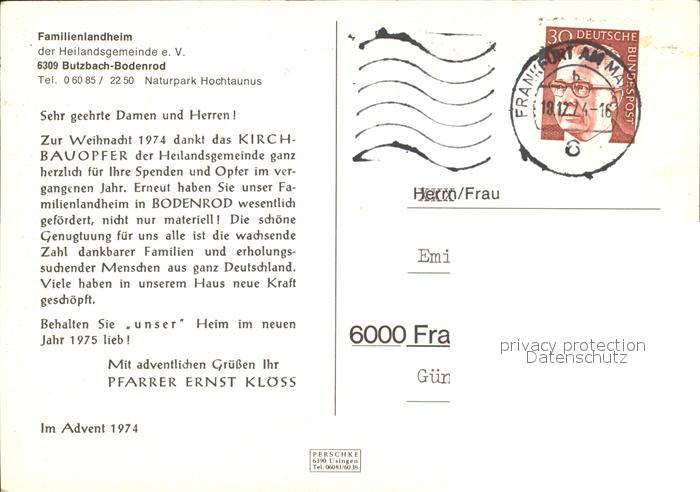 Familienlandheim
der Heilandsgemeinde e. V.
6309 Butzbach-Bodenrod
Tel. 0 60 85 / 22 50 Naturpark Hochtaunus
Sehr geehrte Damen und Herren!
Zur Weihnacht 1974 dankt das KIRCH-
BAUOPFER der Heilandsgemeinde ganz
herzlich für Ihre Spenden und Opfer im ver-
gangenen Jahr. Erneut haben Sie unser Fa-
milienlandheim in BODENROD wesentlich
gefördert, nicht nur materiell! Die schöne
Genugtuung für uns alle ist die wachsende
Zahl dankbarer Familien und erholungs-
suchender Menschen aus ganz Deutschland.
Viele haben in unserem Haus neue Kraft
geschöpft.
Behalten Sie „unser" Heim im neuen
Jahr 1975 lieb!
Mit adventlichen Grüßen Ihr
PFARRER ERNST KLÖSS
Im Advent 1974
PERSCHKE
6390 Usingen
Tel. 06081/6038
30 DEUTSCHE
BUNDESPOST
FRANKFURT AM MA
b
18.12.74-16
6
Herrn/Frau
Emi
6000 Fra
Gün
privacy protection
Datenschutz